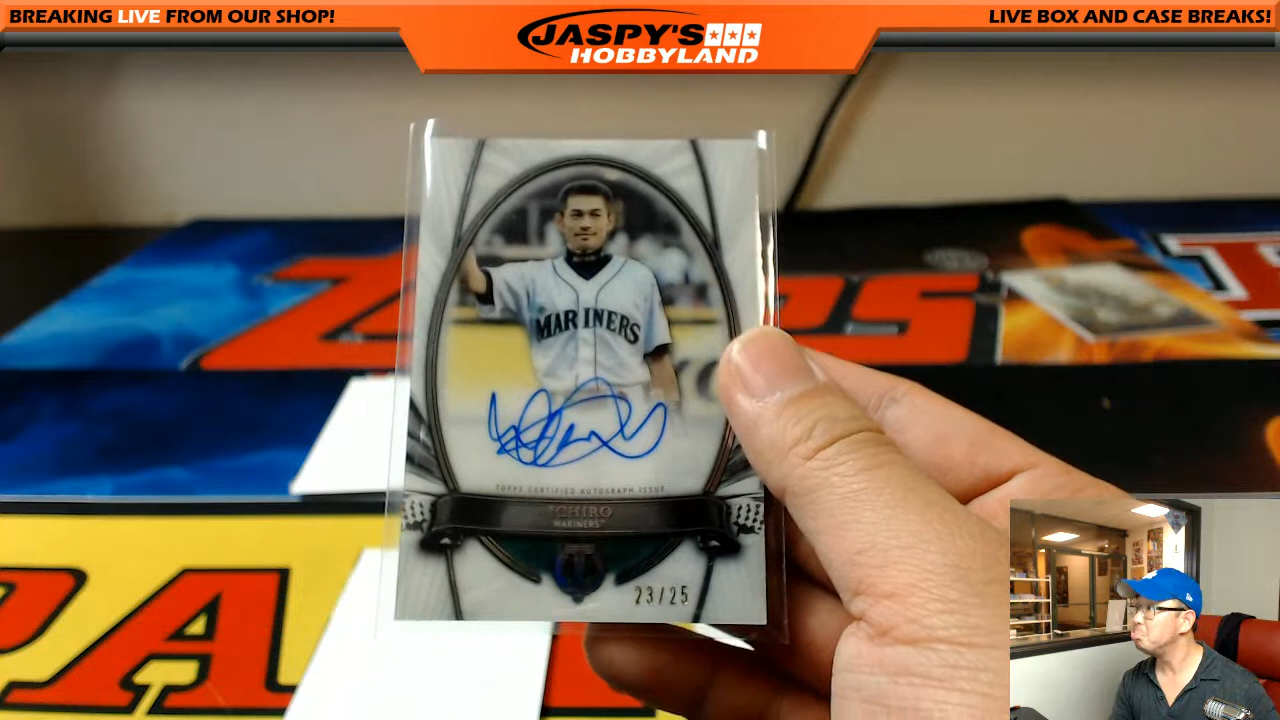 BREAKING LIVE FROM OUR SHOP!
JASPY'S
HOBBYLAND
LIVE BOX AND CASE BREAKS!
MARINERS
TOPPS CERTIFIED AUTOGRAPH ISSUE
ICHIRO
MARINERS
23/25